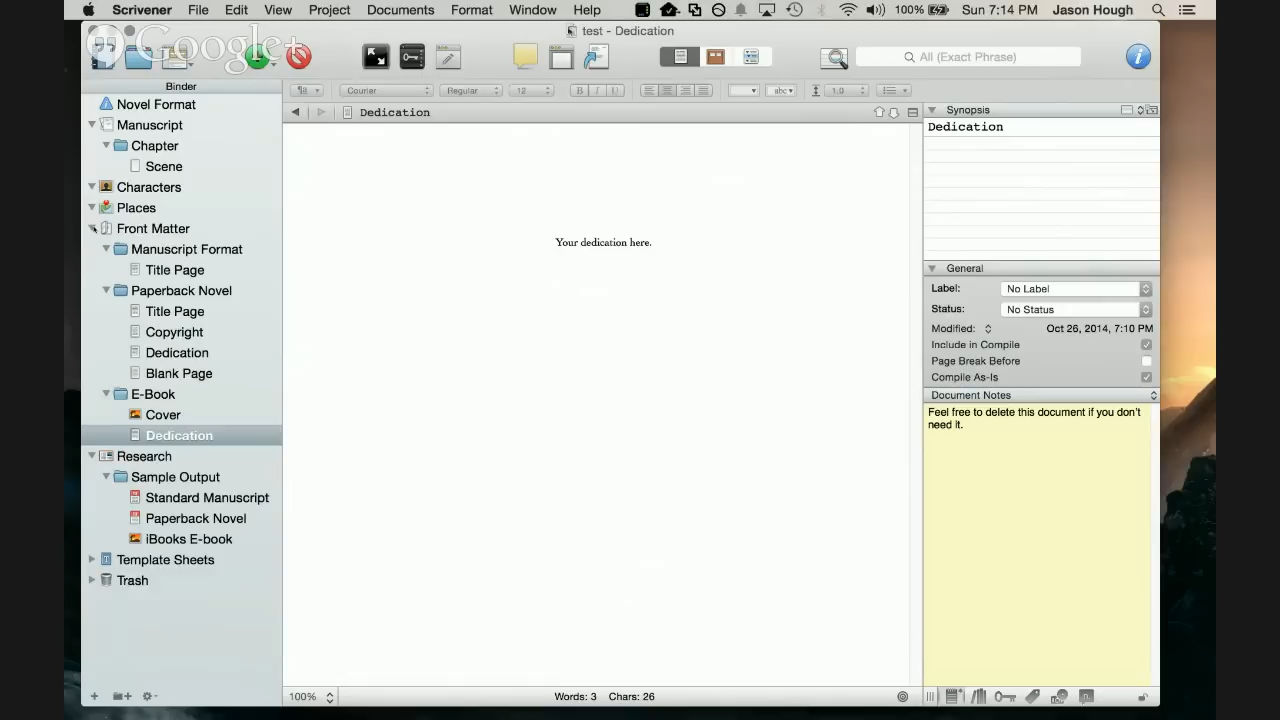 Scrivener File Edit View Project Documents Format Window Help 100% Sun 7:14 PM Jason Hough
Google+
test - Dedication
All (Exact Phrase)
Binder
Courier Regular 12 B I U abc 1.0
Novel Format
Manuscript
Chapter
Scene
Characters
Places
Front Matter
Manuscript Format
Title Page
Paperback Novel
Title Page
Copyright
Dedication
Blank Page
E-Book
Cover
Dedication
Research
Sample Output
Standard Manuscript
Paperback Novel
iBooks E-book
Template Sheets
Trash
Dedication
Your dedication here.
100%
Words: 3 Chars: 26
Synopsis
Dedication
General
Label: No Label
Status: No Status
Modified: Oct 26, 2014, 7:10 PM
Include in Compile
Page Break Before
Compile As-Is
Document Notes
Feel free to delete this document if you don't
need it.